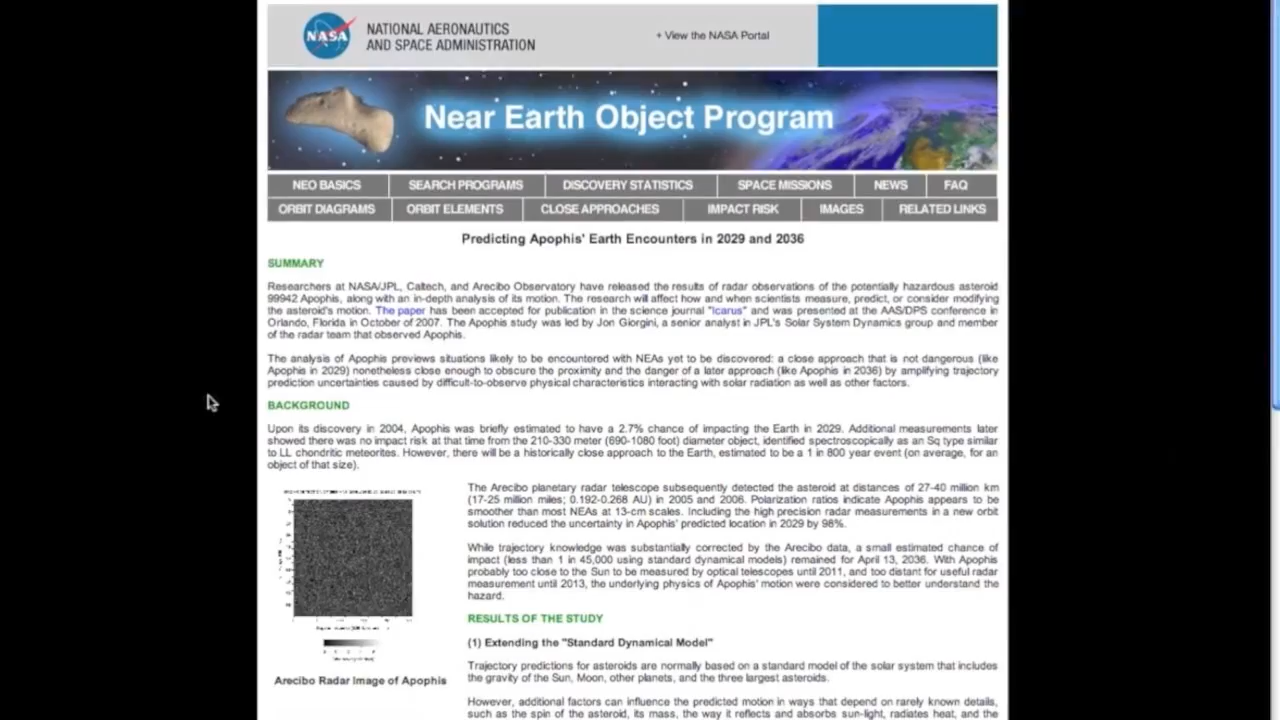 NASA
NATIONAL AERONAUTICS
AND SPACE ADMINISTRATION
+ View the NASA Portal
Near Earth Object Program
NEO BASICS SEARCH PROGRAMS DISCOVERY STATISTICS SPACE MISSIONS NEWS FAQ
ORBIT DIAGRAMS ORBIT ELEMENTS CLOSE APPROACHES IMPACT RISK IMAGES RELATED LINKS
Predicting Apophis' Earth Encounters in 2029 and 2036
SUMMARY
Researchers at NASA/JPL, Caltech, and Arecibo Observatory have released the results of radar observations of the potentially hazardous asteroid
99942 Apophis, along with an in-depth analysis of its motion. The research will affect how and when scientists measure, predict, or consider modifying
the asteroid's motion. The paper has been accepted for publication in the science journal "Icarus" and was presented at the AAS/DPS conference in
Orlando, Florida in October of 2007. The Apophis study was led by Jon Giorgini, a senior analyst in JPL's Solar System Dynamics group and member
of the radar team that observed Apophis.
The analysis of Apophis previews situations likely to be encountered with NEAs yet to be discovered: a close approach that is not dangerous (like
Apophis in 2029) nonetheless close enough to obscure the proximity and the danger of a later approach (like Apophis in 2036) by amplifying trajectory
prediction uncertainties caused by difficult-to-observe physical characteristics interacting with solar radiation as well as other factors.
BACKGROUND
Upon its discovery in 2004, Apophis was briefly estimated to have a 2.7% chance of impacting the Earth in 2029. Additional measurements later
showed there was no impact risk at that time from the 210-330 meter (690-1080 foot) diameter object, identified spectroscopically as an Sq type similar
to LL chondritic meteorites. However, there will be a historically close approach to the Earth, estimated to be a 1 in 800 year event (on average, for an
object of that size).
The Arecibo planetary radar telescope subsequently detected the asteroid at distances of 27-40 million km
(17-25 million miles; 0.192-0.268 AU) in 2005 and 2006. Polarization ratios indicate Apophis appears to be
smoother than most NEAs at 13-cm scales. Including the high precision radar measurements in a new orbit
solution reduced the uncertainty in Apophis' predicted location in 2029 by 98%.
While trajectory knowledge was substantially corrected by the Arecibo data, a small estimated chance of
impact (less than 1 in 45,000 using standard dynamical models) remained for April 13, 2036. With Apophis
probably too close to the Sun to be measured by optical telescopes until 2011, and too distant for useful radar
measurement until 2013, the underlying physics of Apophis' motion were considered to better understand the
hazard.
Arecibo Radar Image of Apophis
RESULTS OF THE STUDY
(1) Extending the "Standard Dynamical Model"
Trajectory predictions for asteroids are normally based on a standard model of the solar system that includes
the gravity of the Sun, Moon, other planets, and the three largest asteroids.
However, additional factors can influence the predicted motion in ways that depend on rarely known details,
such as the spin of the asteroid, its mass, the way it reflects and absorbs sun-light, radiates heat, and the